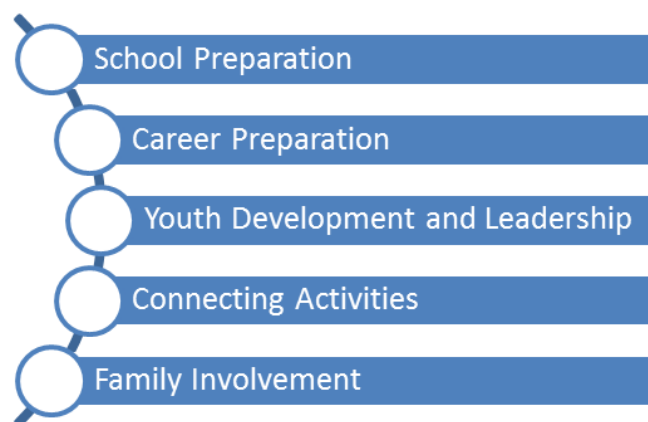 School Preparation
Career Preparation
Youth Development and Leadership
Connecting Activities
Family Involvement